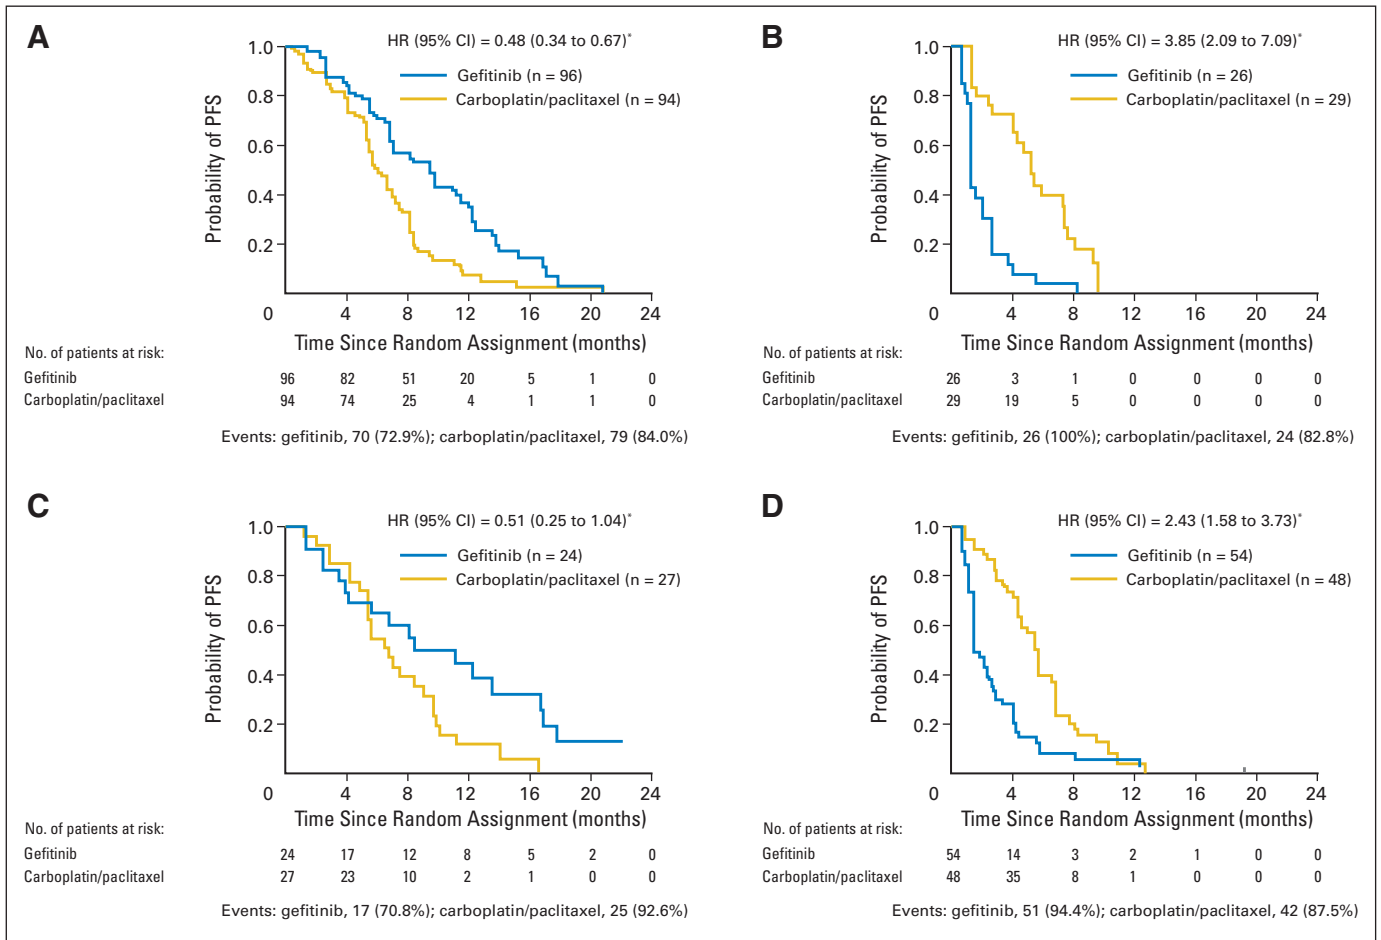 A
HR (95% CI) = 0.48 (0.34 to 0.67)*
Gefitinib (n = 96)
Carboplatin/paclitaxel (n = 94)
Probability of PFS
1.0
0.8
0.6
0.4
0.2
0 4 8 12 16 20 24
Time Since Random Assignment (months)
No. of patients at risk:
Gefitinib 96 82 51 20 5 1 0
Carboplatin/paclitaxel 94 74 25 4 1 1 0
Events: gefitinib, 70 (72.9%); carboplatin/paclitaxel, 79 (84.0%)
B
HR (95% CI) = 3.85 (2.09 to 7.09)*
Gefitinib (n = 26)
Carboplatin/paclitaxel (n = 29)
Probability of PFS
1.0
0.8
0.6
0.4
0.2
0 4 8 12 16 20 24
Time Since Random Assignment (months)
No. of patients at risk:
Gefitinib 26 3 1 0 0 0 0
Carboplatin/paclitaxel 29 19 5 0 0 0 0
Events: gefitinib, 26 (100%); carboplatin/paclitaxel, 24 (82.8%)
C
HR (95% CI) = 0.51 (0.25 to 1.04)*
Gefitinib (n = 24)
Carboplatin/paclitaxel (n = 27)
Probability of PFS
1.0
0.8
0.6
0.4
0.2
0 4 8 12 16 20 24
Time Since Random Assignment (months)
No. of patients at risk:
Gefitinib 24 17 12 8 5 2 0
Carboplatin/paclitaxel 27 23 10 2 1 0 0
Events: gefitinib, 17 (70.8%); carboplatin/paclitaxel, 25 (92.6%)
D
HR (95% CI) = 2.43 (1.58 to 3.73)*
Gefitinib (n = 54)
Carboplatin/paclitaxel (n = 48)
Probability of PFS
1.0
0.8
0.6
0.4
0.2
0 4 8 12 16 20 24
Time Since Random Assignment (months)
No. of patients at risk:
Gefitinib 54 14 3 2 1 0 0
Carboplatin/paclitaxel 48 35 8 1 0 0 0
Events: gefitinib, 51 (94.4%); carboplatin/paclitaxel, 42 (87.5%)